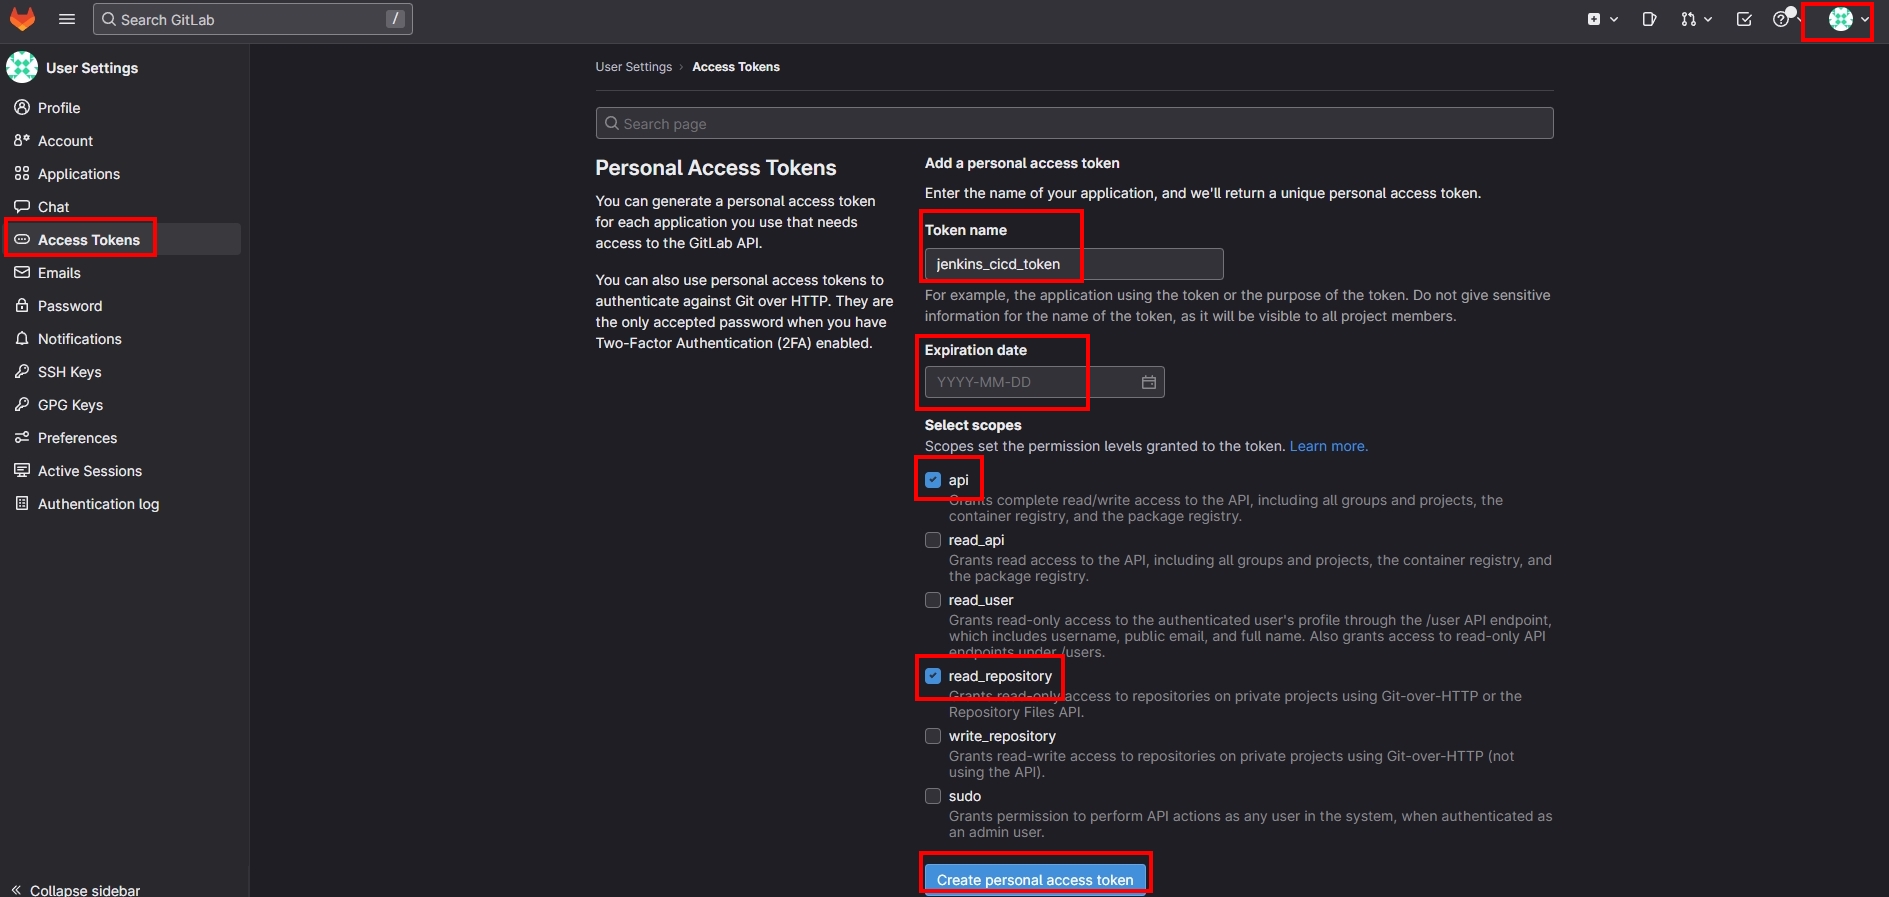 Search GitLab
/
User Settings
Profile
Account
Applications
Chat
Access Tokens
Emails
Password
Notifications
SSH Keys
GPG Keys
Preferences
Active Sessions
Authentication log
Collapse sidebar
User Settings › Access Tokens
Search page
Personal Access Tokens
You can generate a personal access token
for each application you use that needs
access to the GitLab API.
You can also use personal access tokens to
authenticate against Git over HTTP. They are
the only accepted password when you have
Two-Factor Authentication (2FA) enabled.
Add a personal access token
Enter the name of your application, and we'll return a unique personal access token.
Token name
jenkins_cicd_token
For example, the application using the token or the purpose of the token. Do not give sensitive
information for the name of the token, as it will be visible to all project members.
Expiration date
YYYY-MM-DD
Select scopes
Scopes set the permission levels granted to the token. Learn more.
api
Grants complete read/write access to the API, including all groups and projects, the
container registry, and the package registry.
read_api
Grants read access to the API, including all groups and projects, the container registry, and
the package registry.
read_user
Grants read-only access to the authenticated user's profile through the /user API endpoint,
which includes username, public email, and full name. Also grants access to read-only API
endpoints under /users.
read_repository
Grants read-only access to repositories on private projects using Git-over-HTTP or the
Repository Files API.
write_repository
Grants read-write access to repositories on private projects using Git-over-HTTP (not
using the API).
sudo
Grants permission to perform API actions as any user in the system, when authenticated as
an admin user.
Create personal access token